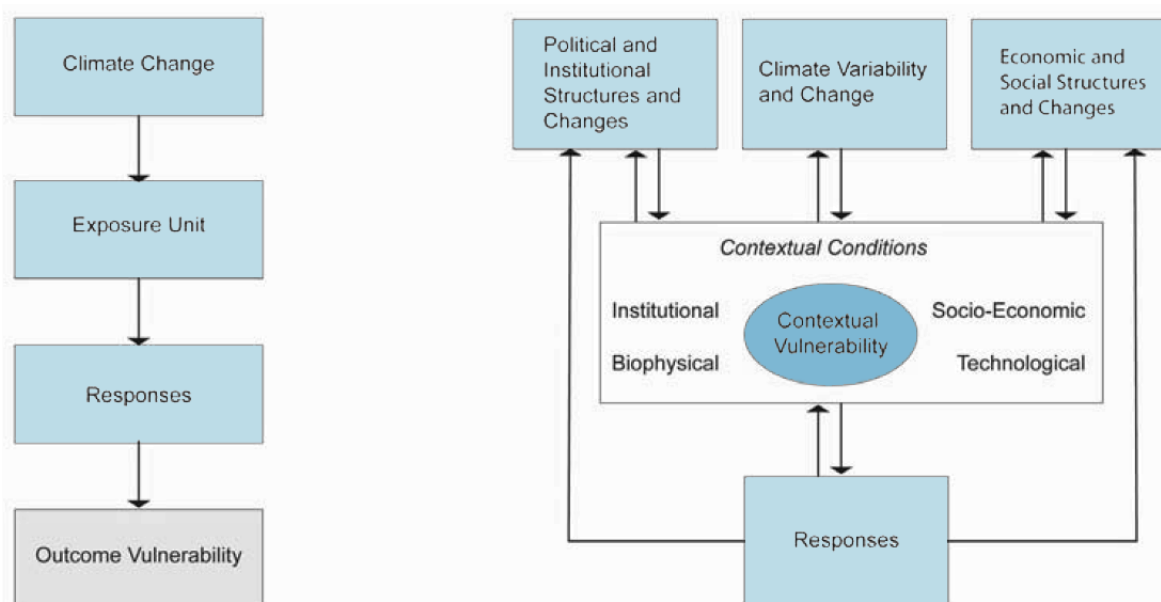 Climate Change
Exposure Unit
Responses
Outcome Vulnerability
Political and
Institutional
Structures and
Changes
Climate Variability
and Change
Economic and
Social Structures
and Changes
Contextual Conditions
Institutional
Biophysical
Contextual
Vulnerability
Socio-Economic
Technological
Responses